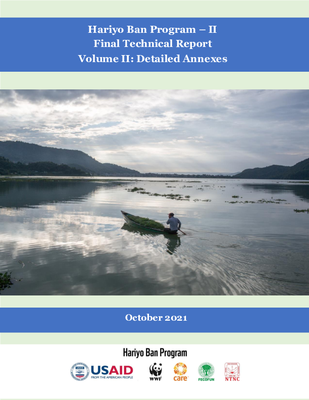 Hariyo Ban Program – II
Final Technical Report
Volume II: Detailed Annexes
October 2021
Hariyo Ban Program
USAID
FROM THE AMERICAN PEOPLE
WWF
care
FECOFUN
NTNC